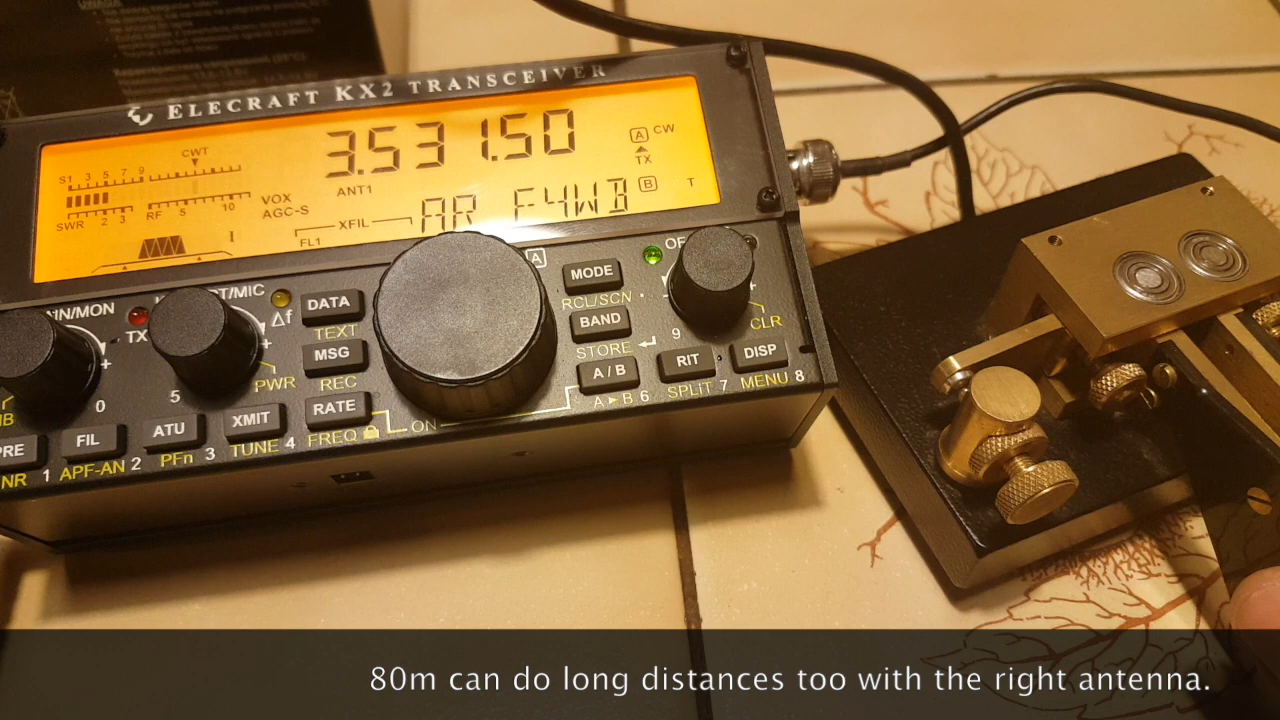 UWAGA
ELECRAFT KX2 TRANSCEIVER
CWT
S1 3 5 7 9
SWR 2 3
RF 5 10
VOX
AGC-S
ANT1
3.531.50
A CW
TX
B T
XFIL
FL1
I
AR F4WB
A
TX
Δf
PWR
0
5
DATA
TEXT
MSG
REC
RATE
FREQ
ON
MODE
RCL/SCN
BAND
STORE
A / B
A ▸ B 6
9
RIT
SPLIT 7
CLR
DISP
MENU 8
NR 1
FIL
APF-AN 2
ATU
PFn 3
XMIT
TUNE 4
80m can do long distances too with the right antenna.